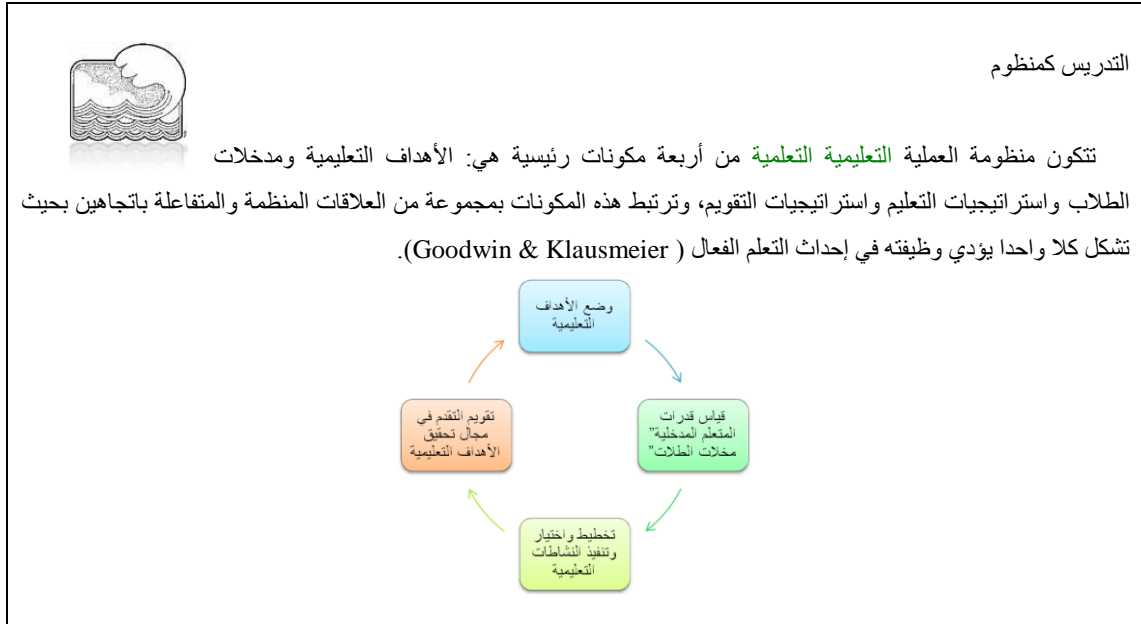 التدريس كمنظوم
تتكون منظومة العملية التعليمية التعلمية من أربعة مكونات رئيسية هي: الأهداف التعليمية ومدخلات
الطلاب واستراتيجيات التعليم واستراتيجيات التقويم، وترتبط هذه المكونات بمجموعة من العلاقات المنظمة والمتفاعلة باتجاهين بحيث
تشكل كلا واحدا يؤدي وظيفته في إحداث التعلم الفعال ( Goodwin & Klausmeier).
وضع الأهداف
التعليمية
قياس قدرات
المتعلم المدخلية"
مخلات الطلات"
تخطيط واختيار
وتنفيذ النشاطات
التعليمية
تقويم التقدم في
مجال تحقيق
الأهداف التعليمية